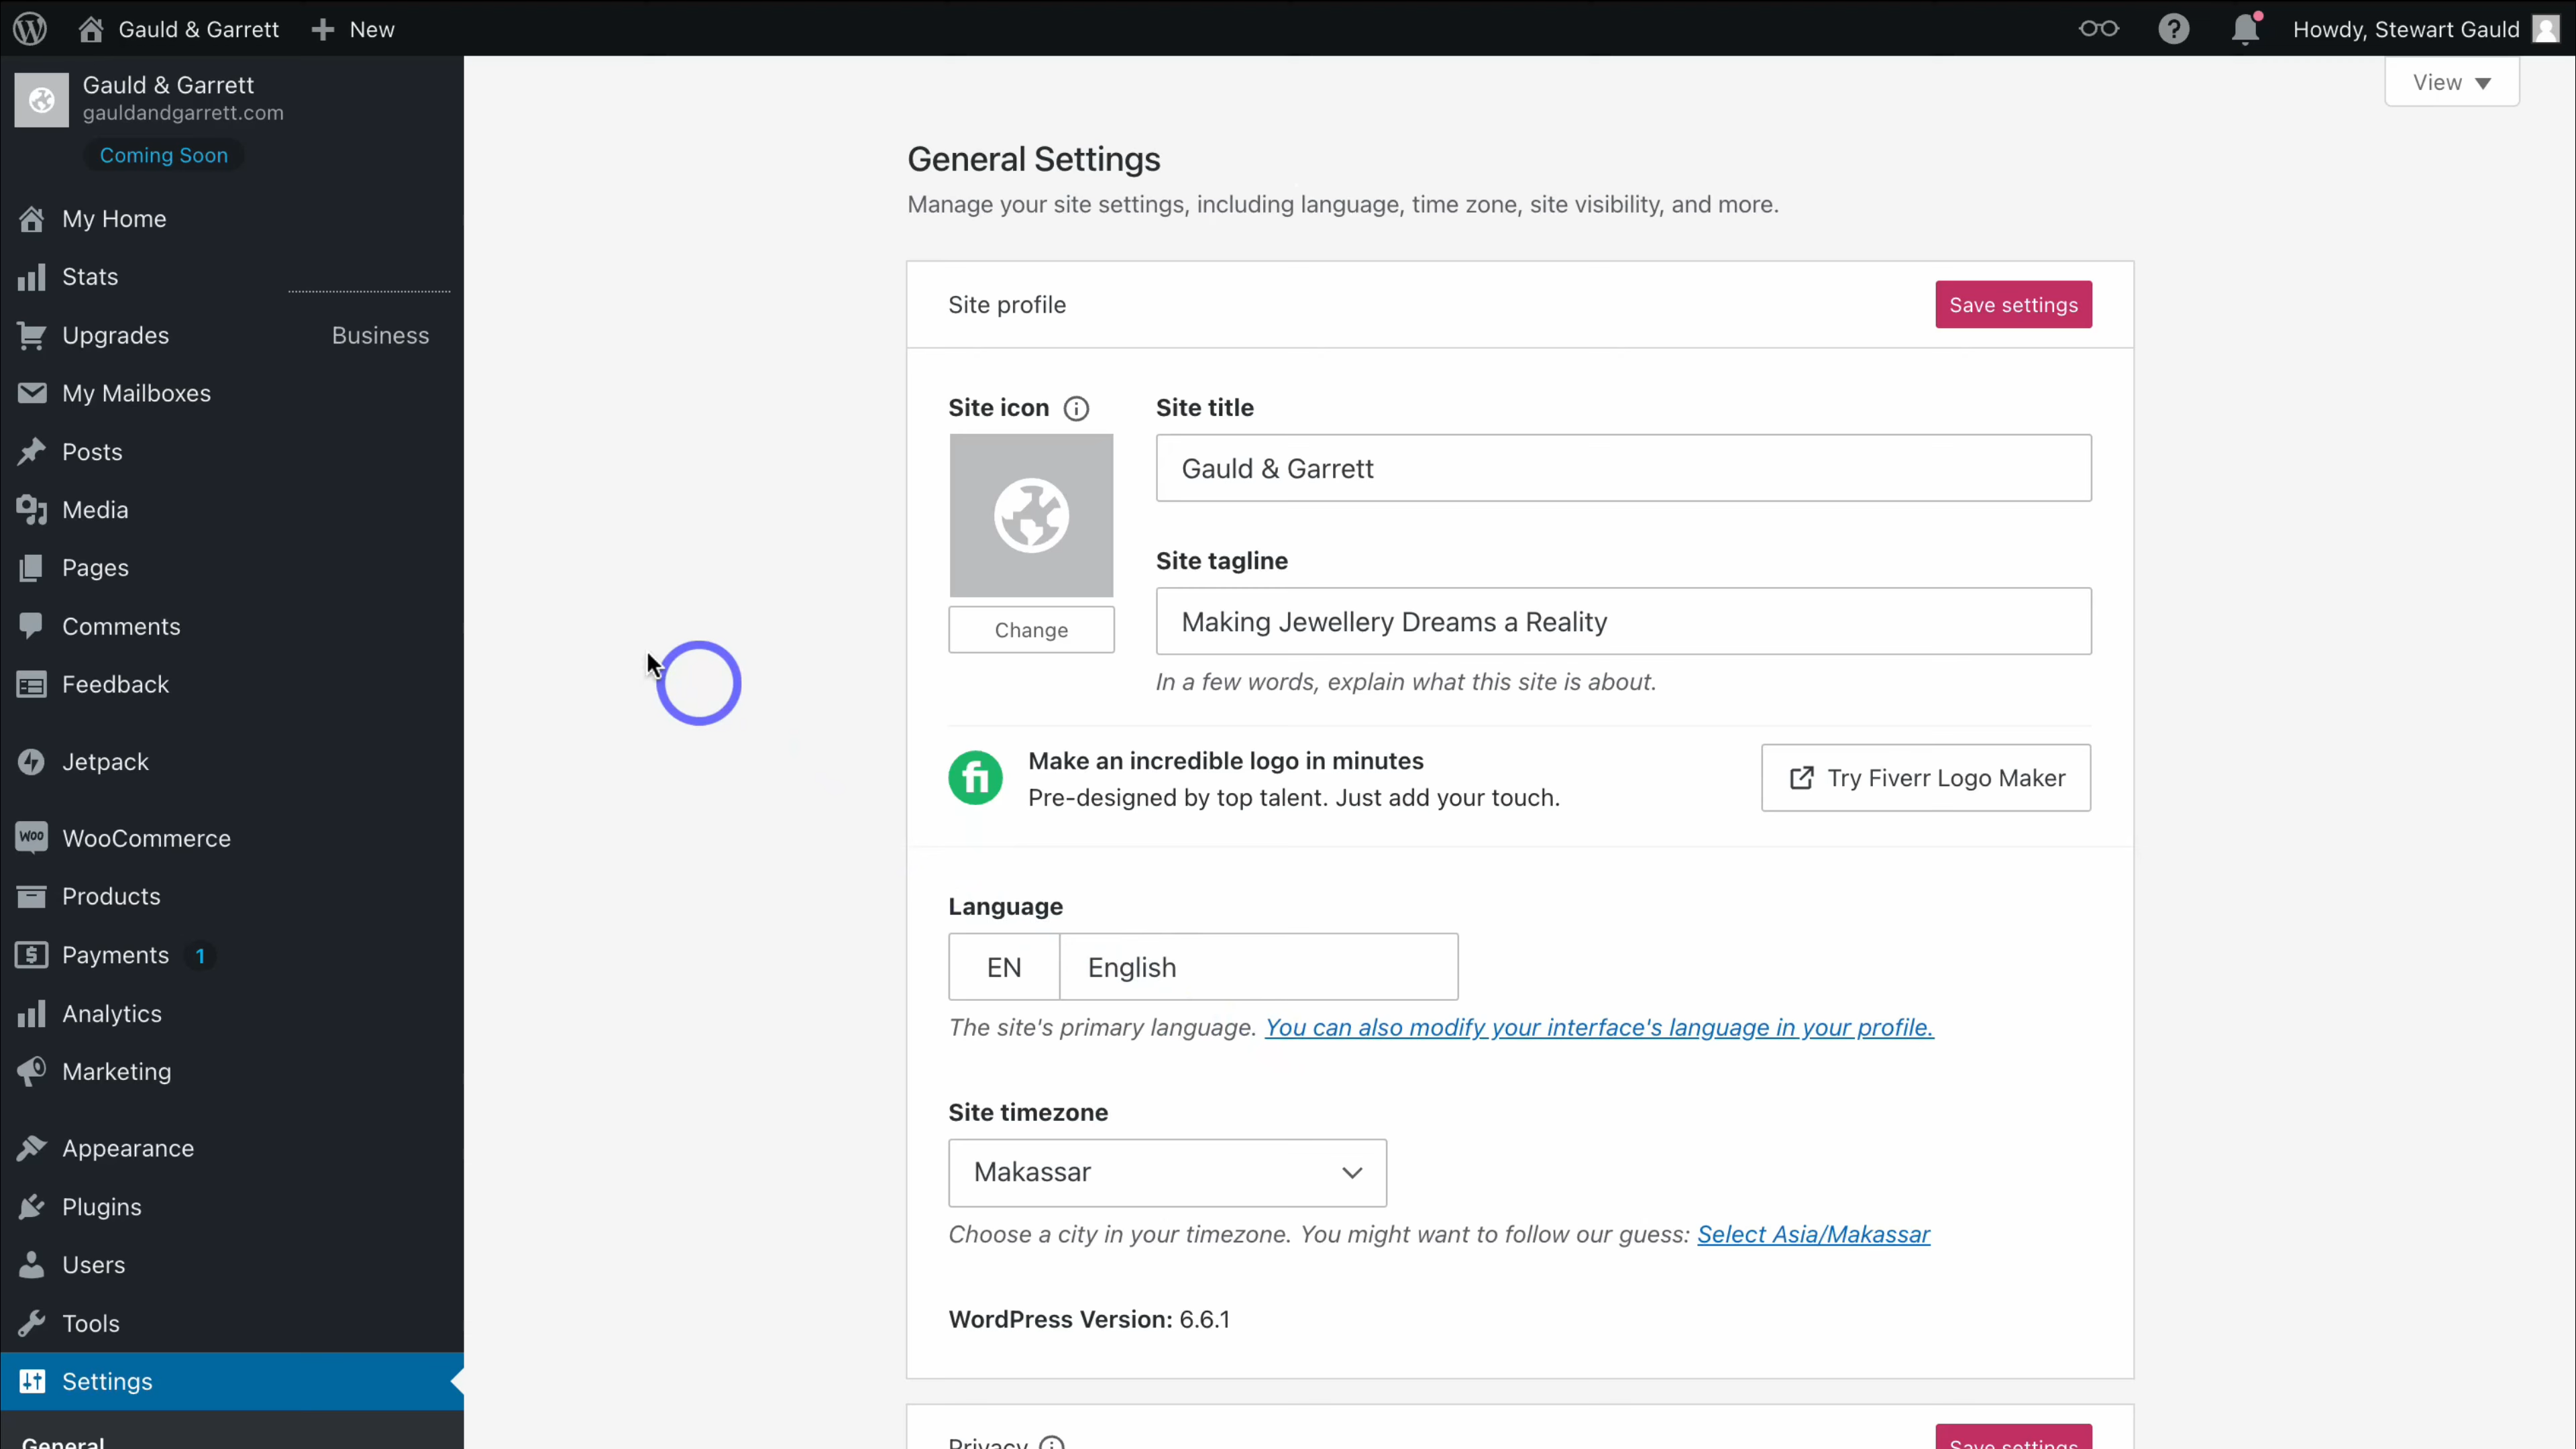 Gauld & Garrett
New
Howdy, Stewart Gauld
Gauld & Garrett
gauldandgarrett.com
Coming Soon
My Home
Stats
Upgrades
Business
My Mailboxes
Posts
Media
Pages
Comments
Feedback
Jetpack
WOO
WooCommerce
Products
Payments 1
Analytics
Marketing
Appearance
Plugins
Users
Tools
Settings
General
View
General Settings
Manage your site settings, including language, time zone, site visibility, and more.
Site profile
Save settings
Site icon
Change
Site title
Gauld & Garrett
Site tagline
Making Jewellery Dreams a Reality
In a few words, explain what this site is about.
fi
Make an incredible logo in minutes
Pre-designed by top talent. Just add your touch.
Try Fiverr Logo Maker
Language
EN English
The site's primary language. You can also modify your interface's language in your profile.
Site timezone
Makassar
Choose a city in your timezone. You might want to follow our guess: Select Asia/Makassar
WordPress Version: 6.6.1
Privacy
Save settings